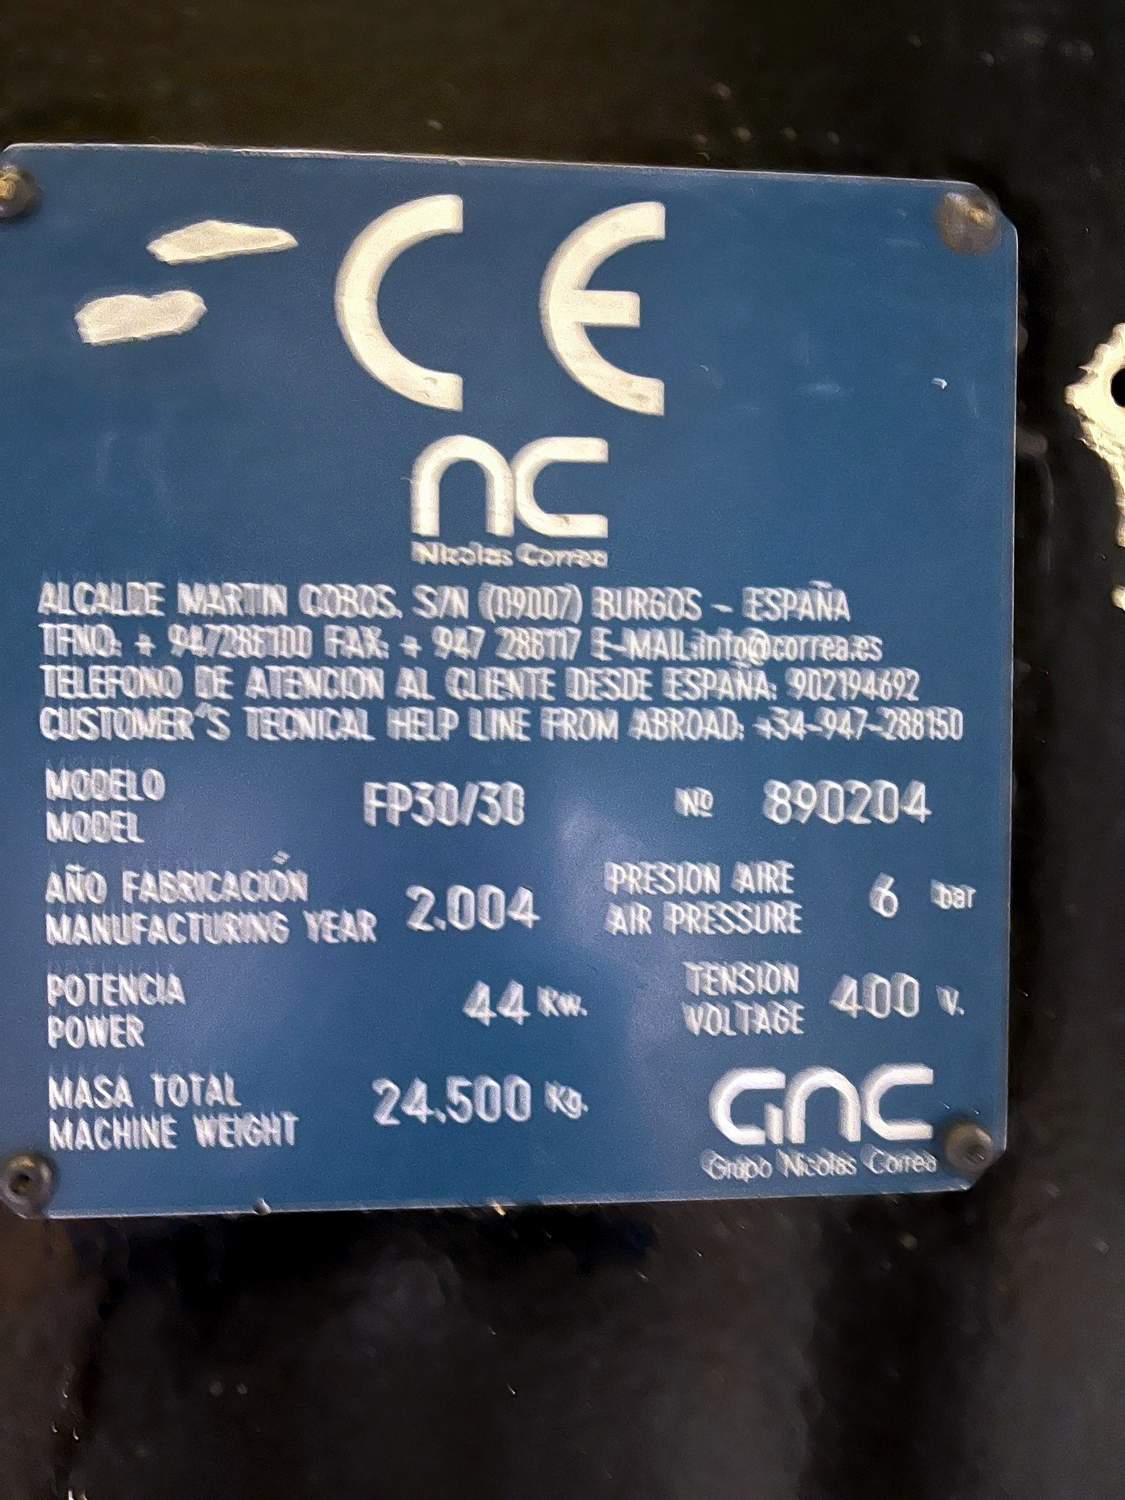 CE
nc
Nicolas Correa
ALCALDE MARTIN COBOS, S/N (09007) BURGOS - ESPAÑA
TFNO: + 947288100 FAX: + 947 288117 E-MAIL:info@correa.es
TELEFONO DE ATENCION AL CLIENTE DESDE ESPAÑA: 902194692
CUSTOMER´S TECNICAL HELP LINE FROM ABROAD: +34-947-288150
MODELO FP30/30 Nº 890204
MODEL
AÑO FABRICACIÓN 2.004 PRESION AIRE 6 bar
MANUFACTURING YEAR AIR PRESSURE
POTENCIA 44 Kw. TENSION 400 V.
POWER VOLTAGE
MASA TOTAL 24.500 Kg.
MACHINE WEIGHT
GNC
Grupo Nicolas Correa